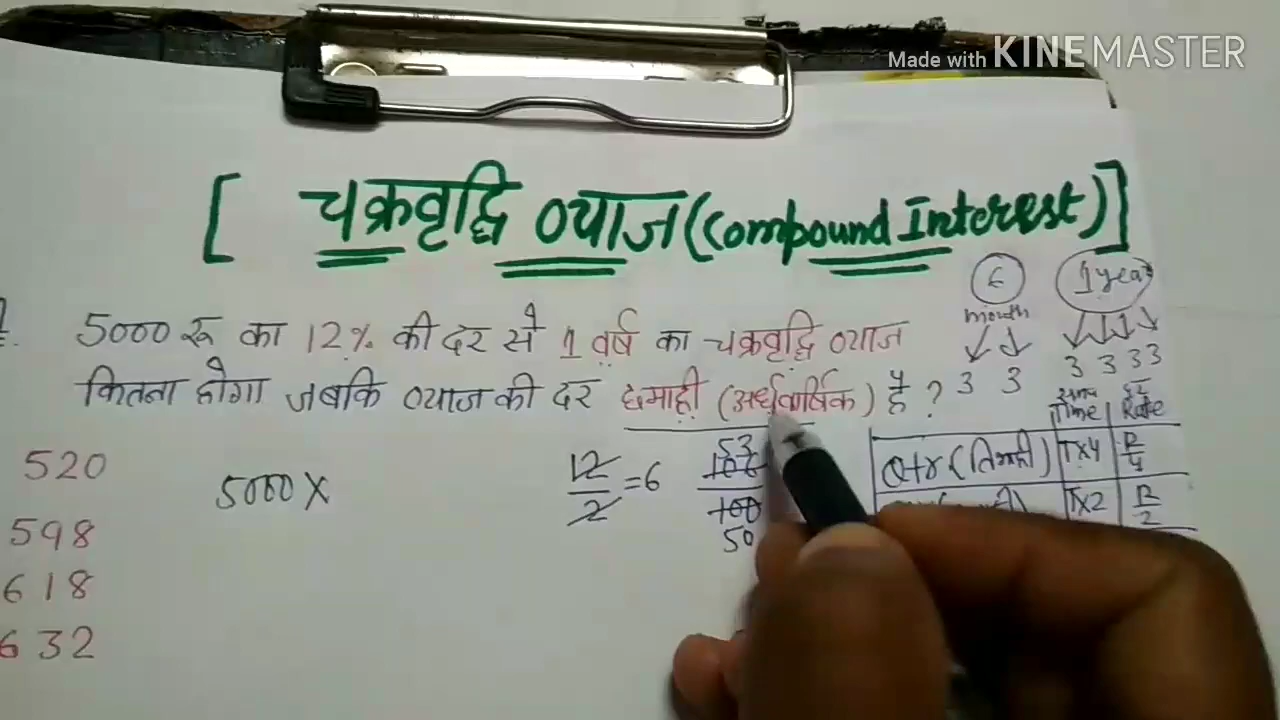 Made with KINEMASTER
[ चक्रवृद्धि ब्याज (Compound Interest) ]
6 month
3 3
1 year
3 3 3 3
5000 रू का 12% की दर से 1 वर्ष का चक्रवृद्धि ब्याज
कितना होगा जबकि ब्याज की दर छमाही (अर्धवार्षिक) है ?
520
598
618
632
5000 ×
12/2 = 6
53
106
100
50
Time Rate
Qtr (तिमाही) T×4 R/4
T×2 R/2